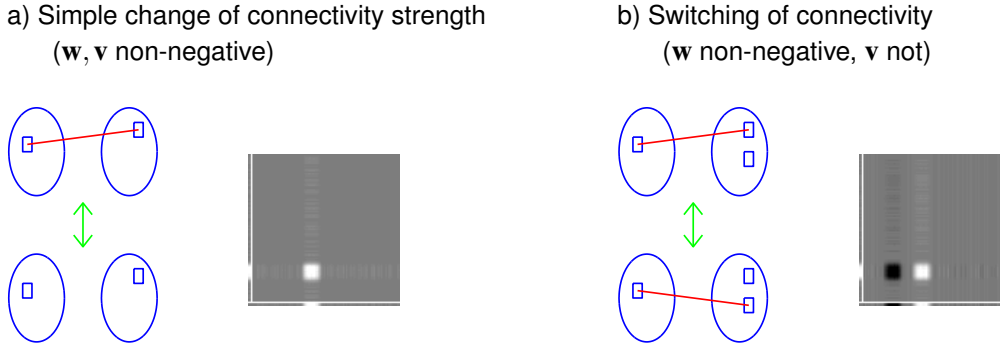 a) Simple change of connectivity strength
(w, v non-negative)
b) Switching of connectivity
(w non-negative, v not)